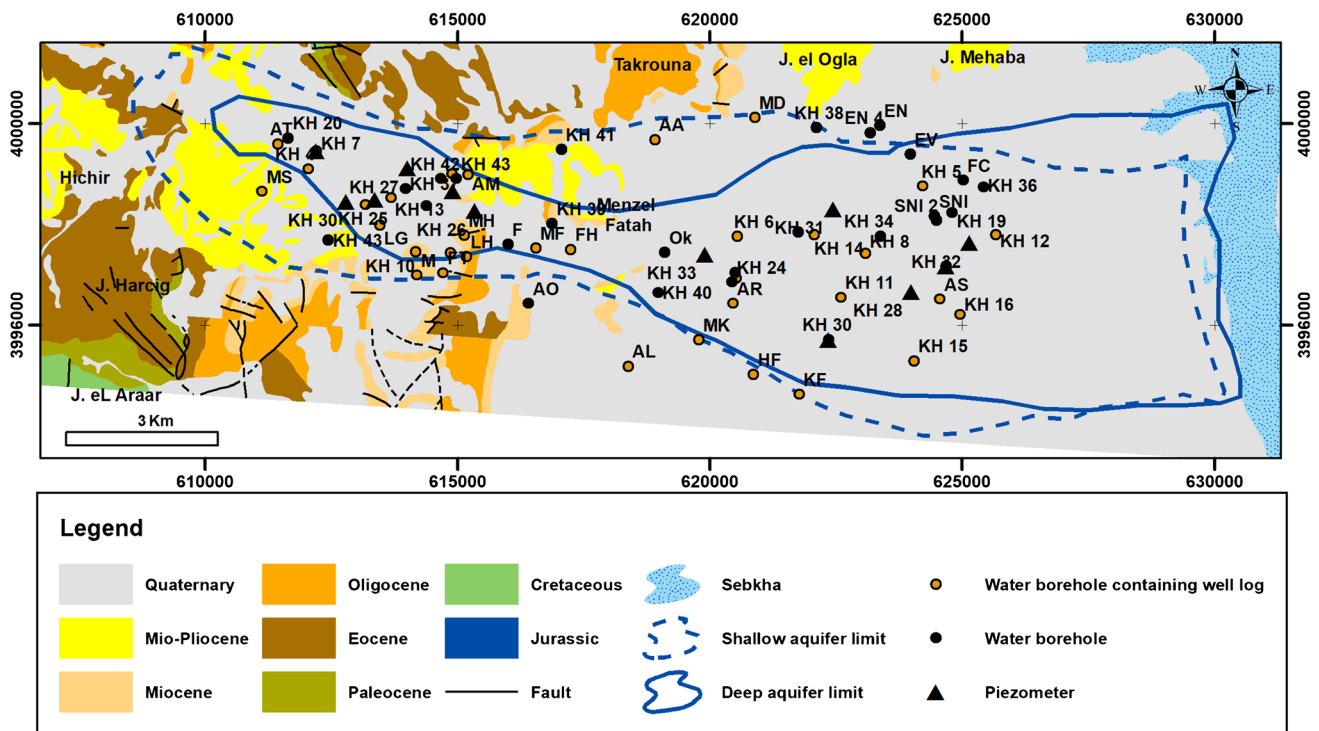 610000 615000 620000 625000 630000
Takrouna
J. el Ogla
J. Mehaba
N
W E
S
4000000 4000000
MD
KH 38
EN
EN 4
AA
KH 41
EV
AT
KH 20
KH 7
KH 4
KH 42
KH 43
KH 5
FC
KH 36
Hichir
MS
KH 27
KH 3
AM
Menzel
Fatah
KH 39
SNI 2
SNI
KH 30
KH 25
KH 13
MH
KH 6
KH 31
KH 34
KH 19
KH 43
LG
KH 26
LH
F
MF
FH
Ok
KH 14
KH 8
KH 12
KH 10
M
KH 33
KH 24
KH 32
J. Harcig
AO
KH 40
AR
KH 11
AS
3996000 3996000
MK
KH 30
KH 28
KH 16
AL
HF
KF
KH 15
J. eL Araar
3 Km
610000 615000 620000 625000 630000
Legend
Quaternary Oligocene Cretaceous Sebkha Water borehole containing well log
Mio-Pliocene Eocene Jurassic Shallow aquifer limit Water borehole
Miocene Paleocene Fault Deep aquifer limit Piezometer